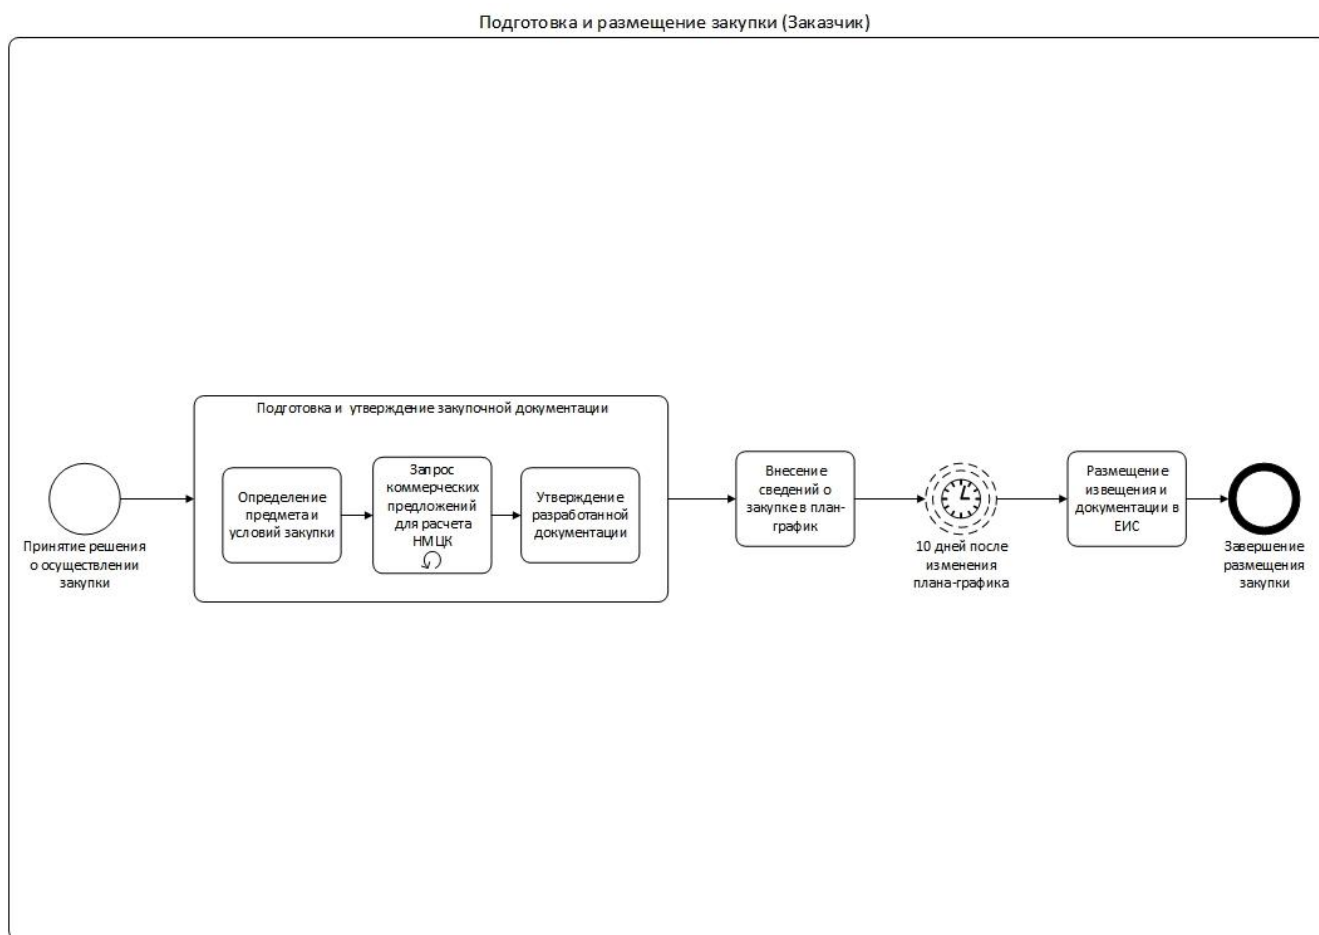 Подготовка и размещение закупки (Заказчик)
Подготовка и утверждение закупочной документации
Принятие решения
о осуществлении
закупки
Определение
предмета и
условий закупки
Запрос
коммерческих
предложений
для расчета
НМЦК
Утверждение
разработанной
документации
Внесение
сведений о
закупке в план-
график
10 дней после
изменения
плана-графика
Размещение
извещения и
документации в
ЕИС
Завершение
размещения
закупки